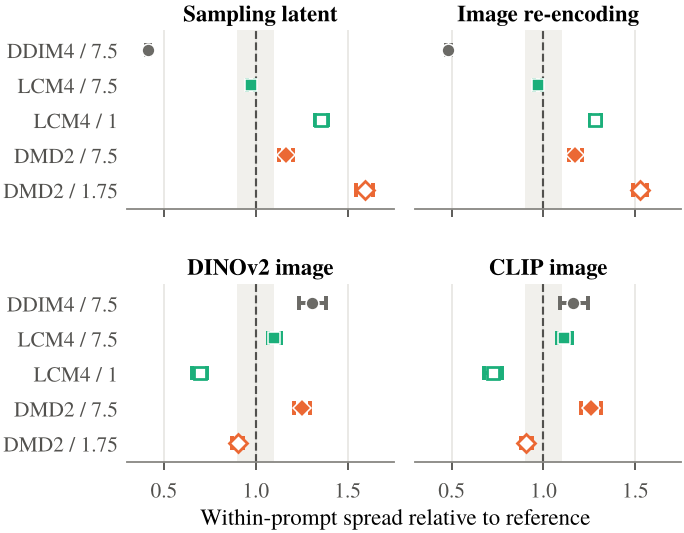 Sampling latent
Image re-encoding
DDIM4 / 7.5
LCM4 / 7.5
LCM4 / 1
DMD2 / 7.5
DMD2 / 1.75
DINOv2 image
CLIP image
DDIM4 / 7.5
LCM4 / 7.5
LCM4 / 1
DMD2 / 7.5
DMD2 / 1.75
0.5 1.0 1.5 0.5 1.0 1.5
Within-prompt spread relative to reference